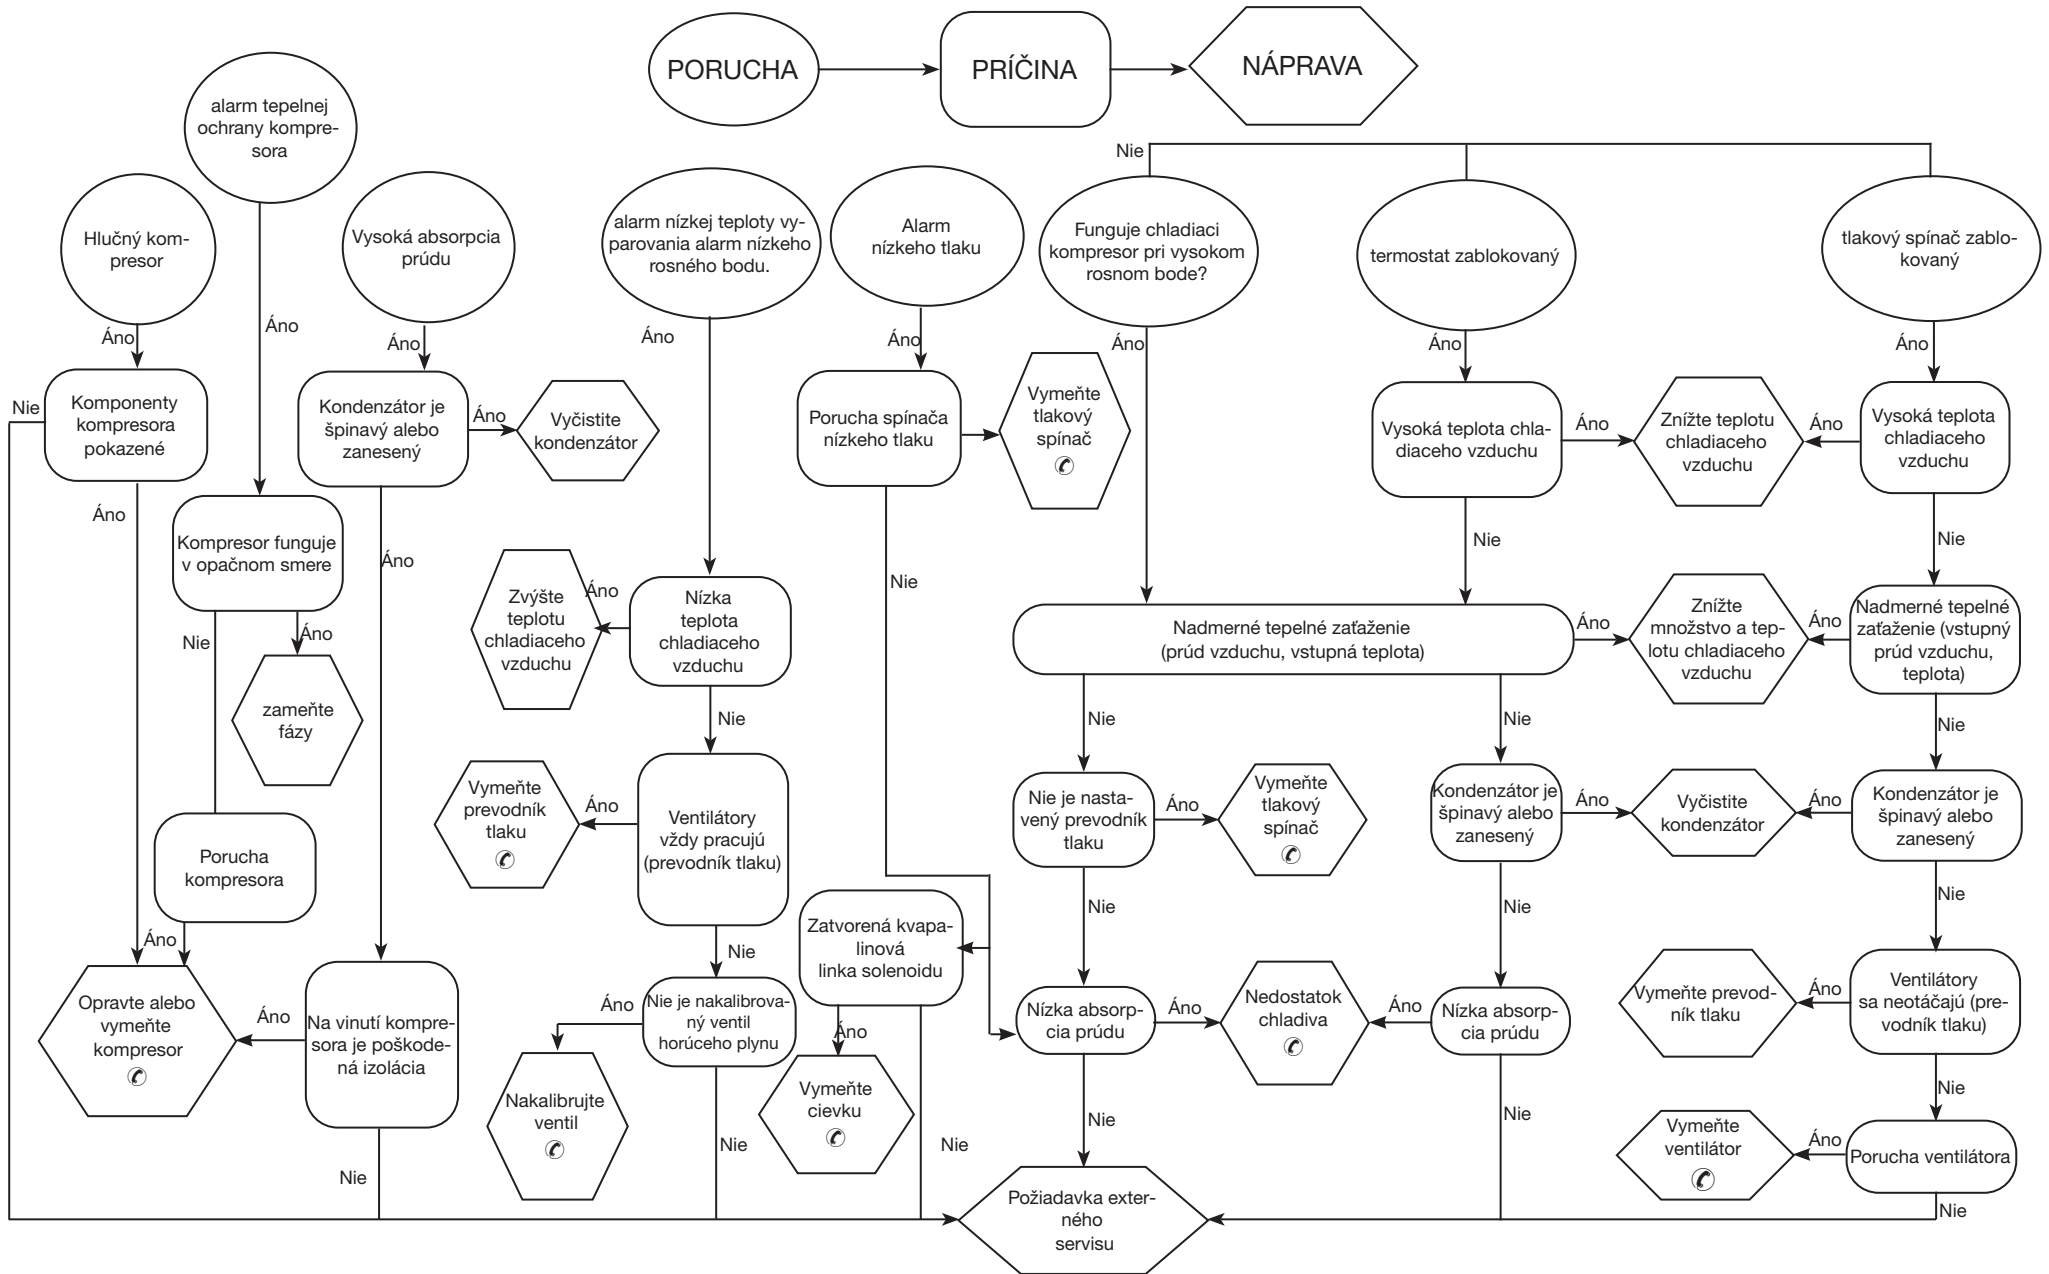 PORUCHA
PRÍČINA
NÁPRAVA
alarm tepelnej
ochrany kompre-
sora
Hlučný kom-
presor
Vysoká absorpcia
prúdu
alarm nízkej teploty vy-
parovania alarm nízkeho
rosného bodu.
Alarm
nízkeho tlaku
Nie
Funguje chladiaci
kompresor pri vysokom
rosnom bode?
termostat zablokovaný
tlakový spínač zablo-
kovaný
Áno
Áno
Áno
Áno
Áno
Áno
Áno
Áno
Nie
Komponenty
kompresora
pokazené
Kondenzátor je
špinavý alebo
zanesený
Áno
Vyčistite
kondenzátor
Porucha spínača
nízkeho tlaku
Vymeňte
tlakový
spínač
Vysoká teplota chla-
diaceho vzduchu
Áno
Znížte teplotu
chladiaceho
vzduchu
Áno
Vysoká teplota
chladiaceho
vzduchu
Áno
Kompresor funguje
v opačnom smere
Áno
Nie
Nie
Nie
Zvýšte
teplotu
chladiaceho
vzduchu
Áno
Nízka
teplota
chladiaceho
vzduchu
Nadmerné tepelné zaťaženie
(prúd vzduchu, vstupná teplota)
Áno
Znížte
množstvo a tep-
lotu chladiaceho
vzduchu
Áno
Nadmerné tepelné
zaťaženie (vstupný
prúd vzduchu,
teplota)
Nie
Áno
zameňte
fázy
Nie
Nie
Nie
Nie
Vymeňte
prevodník
tlaku
Áno
Ventilátory
vždy pracujú
(prevodník tlaku)
Nie je nasta-
vený prevodník
tlaku
Áno
Vymeňte
tlakový
spínač
Kondenzátor je
špinavý alebo
zanesený
Áno
Vyčistite
kondenzátor
Áno
Kondenzátor je
špinavý alebo
zanesený
Porucha
kompresora
Áno
Nie
Zatvorená kvapa-
linová
linka solenoidu
Nie
Nie
Nie
Opravte alebo
vymeňte
kompresor
Áno
Na vinutí kompre-
sora je poškode-
ná izolácia
Áno
Nie je nakalibrova-
ný ventil
horúceho plynu
Áno
Nízka absorp-
cia prúdu
Áno
Nedostatok
chladiva
Áno
Nízka absorp-
cia prúdu
Vymeňte prevod-
ník tlaku
Áno
Ventilátory
sa neotáčajú (pre-
vodník tlaku)
Nakalibrujte
ventil
Vymeňte
cievku
Nie
Nie
Nie
Nie
Nie
Nie
Vymeňte
ventilátor
Áno
Porucha ventilátora
Požiadavka exter-
ného
servisu
Nie